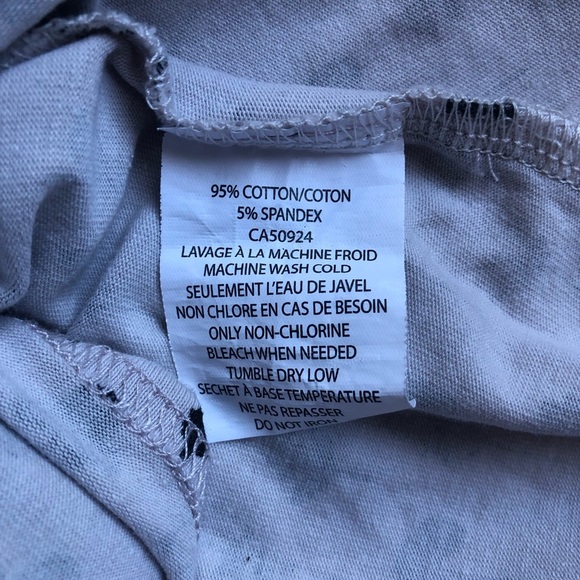 95% COTTON/COTON
5% SPANDEX
CA50924
LAVAGE À LA MACHINE FROID
MACHINE WASH COLD
SEULEMENT L'EAU DE JAVEL
NON CHLORE EN CAS DE BESOIN
ONLY NON-CHLORINE
BLEACH WHEN NEEDED
TUMBLE DRY LOW
SECHET À BASE TEMPERATURE
NE PAS REPASSER
DO NOT IRON